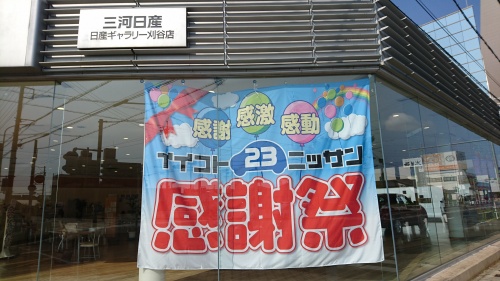 三河日産
日産ギャラリー刈谷店
感謝 感激 感動
ナイコト 23 ニッサン
感謝祭